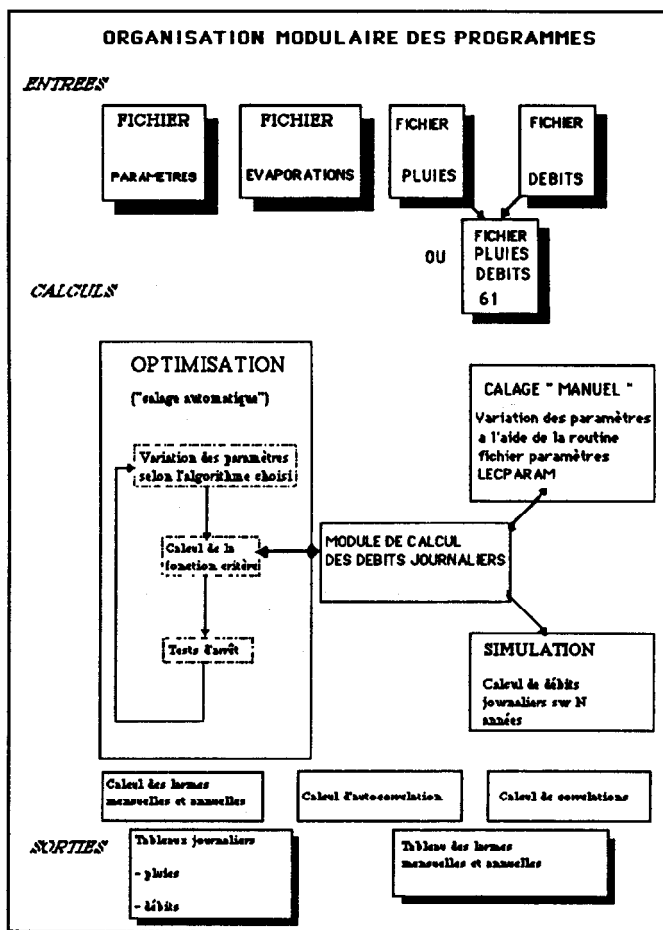 ORGANISATION MODULAIRE DES PROGRAMMES
ENTREES
FICHIER
PARAMETRES
FICHIER
EVAPORATIONS
FICHIER
PLUIES
FICHIER
DEBITS
OU
FICHIER
PLUIES
DEBITS
61
CALCULS
OPTIMISATION
("calage automatique")
Variation des paramètres
selon l'algorithme choisi
Calcul de la
fonction critère
Tests d'arrêt
MODULE DE CALCUL
DES DEBITS JOURNALIERS
CALAGE " MANUEL "
Variation des paramètres
a l'aide de la routine
fichier paramètres
LECPARAM
SIMULATION
Calcul de débits
journaliers sur N
années
Calcul des lames
mensuelles et annuelles
Calcul d'autocorrelation
Calcul de correlations
SORTIES
Tableaux journaliers
- pluies
- débits
Tableau des lames
mensuelles et annuelles